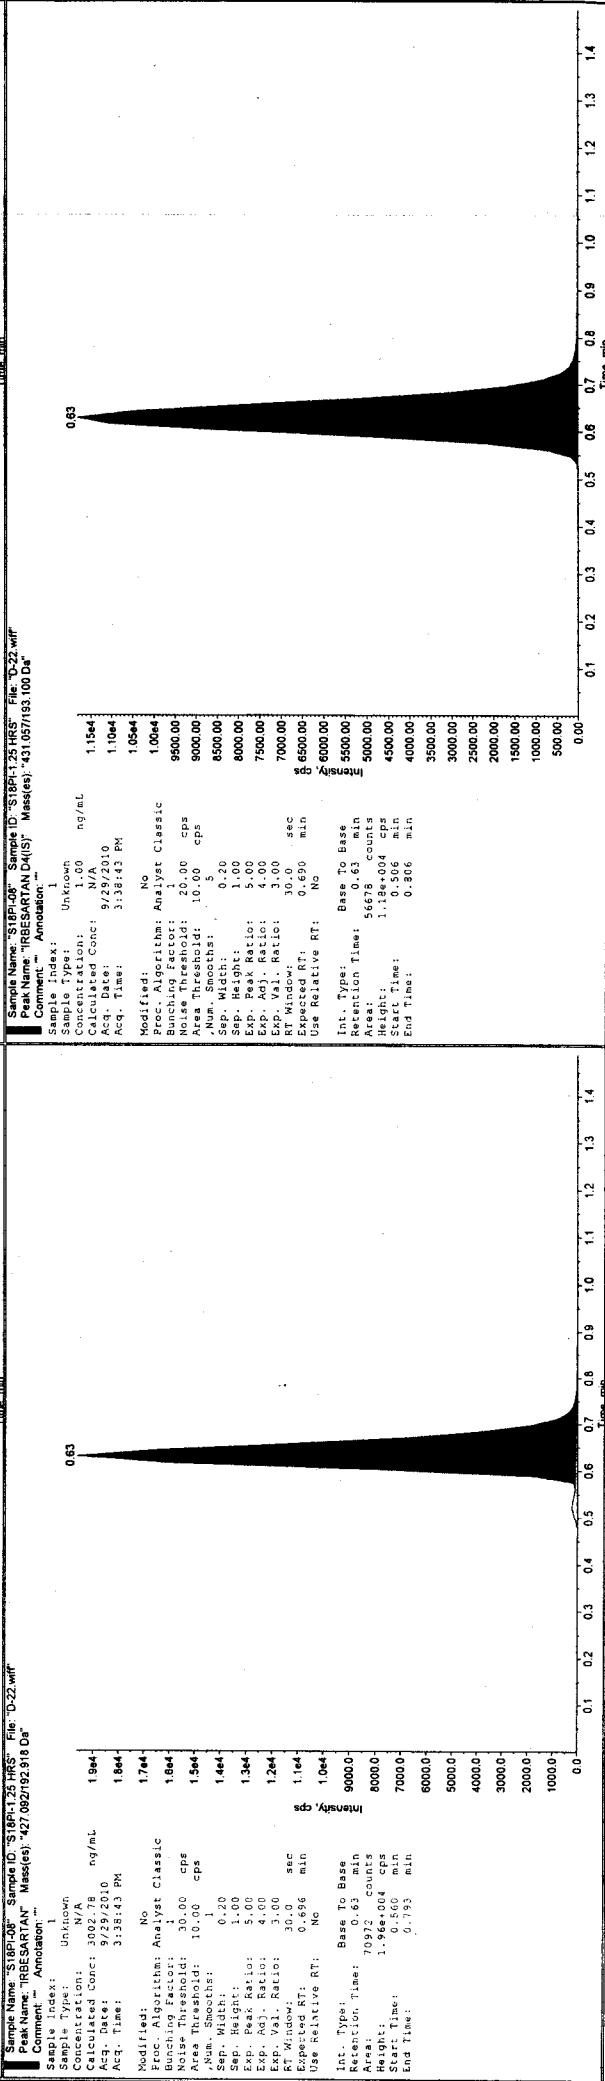 Time, min
Sample Name: "S18PI-08" Sample ID: "S18PI-1.25 HRS" File: "D-22.wiff"
Peak Name: "IRBESARTAN" Mass(es): "427.092/192.918 Da"
Comment: "" Annotation: ""
Sample Index: 1
Sample Type: Unknown
Concentration: N/A
Calculated Conc: 3002.78 ng/mL
Acq. Date: 9/29/2010
Acq. Time: 3:38:43 PM
Modified: No
Proc. Algorithm: Analyst Classic
Bunching Factor: 1
Noise Threshold: 30.00 cps
Area Threshold: 10.00 cps
Num. Smooths: 1
Sep. Width: 0.20
Sep. Height: 1.00
Exp. Peak Ratio: 5.00
Exp. Adj. Ratio: 4.00
Exp. Val. Ratio: 3.00
RT Window: 30.0 sec
Expected RT: 0.696 min
Use Relative RT: No
Int. Type: Base To Base
Retention Time: 0.63 min
Area: 70972 counts
Height: 1.96e+004 cps
Start Time: 0.560 min
End Time: 0.793 min
0.63
1.9e4
1.8e4
1.7e4
1.6e4
1.5e4
1.4e4
1.3e4
1.2e4
1.1e4
1.0e4
9000.0
8000.0
7000.0
6000.0
5000.0
4000.0
3000.0
2000.0
1000.0
0.0
Intensity, cps
0.1 0.2 0.3 0.4 0.5 0.6 0.7 0.8 0.9 1.0 1.1 1.2 1.3 1.4
Time, min
Time, min
Sample Name: "S18PI-08" Sample ID: "S18PI-1.25 HRS" File: "D-22.wiff"
Peak Name: "IRBESARTAN D4(IS)" Mass(es): "431.057/193.100 Da"
Comment: "" Annotation: ""
Sample Index: 1
Sample Type: Unknown
Concentration: 1.00 ng/mL
Calculated Conc: N/A
Acq. Date: 9/29/2010
Acq. Time: 3:38:43 PM
Modified: No
Proc. Algorithm: Analyst Classic
Bunching Factor: 1
Noise Threshold: 20.00 cps
Area Threshold: 10.00 cps
Num. Smooths: 5
Sep. Width: 0.20
Sep. Height: 1.00
Exp. Peak Ratio: 5.00
Exp. Adj. Ratio: 4.00
Exp. Val. Ratio: 3.00
RT Window: 30.0 sec
Expected RT: 0.690 min
Use Relative RT: No
Int. Type: Base To Base
Retention Time: 0.63 min
Area: 56678 counts
Height: 1.18e+004 cps
Start Time: 0.506 min
End Time: 0.806 min
0.63
1.15e4
1.10e4
1.05e4
1.00e4
9500.00
9000.00
8500.00
8000.00
7500.00
7000.00
6500.00
6000.00
5500.00
5000.00
4500.00
4000.00
3500.00
3000.00
2500.00
2000.00
1500.00
1000.00
500.00
0.00
Intensity, cps
0.1 0.2 0.3 0.4 0.5 0.6 0.7 0.8 0.9 1.0 1.1 1.2 1.3 1.4
Time, min